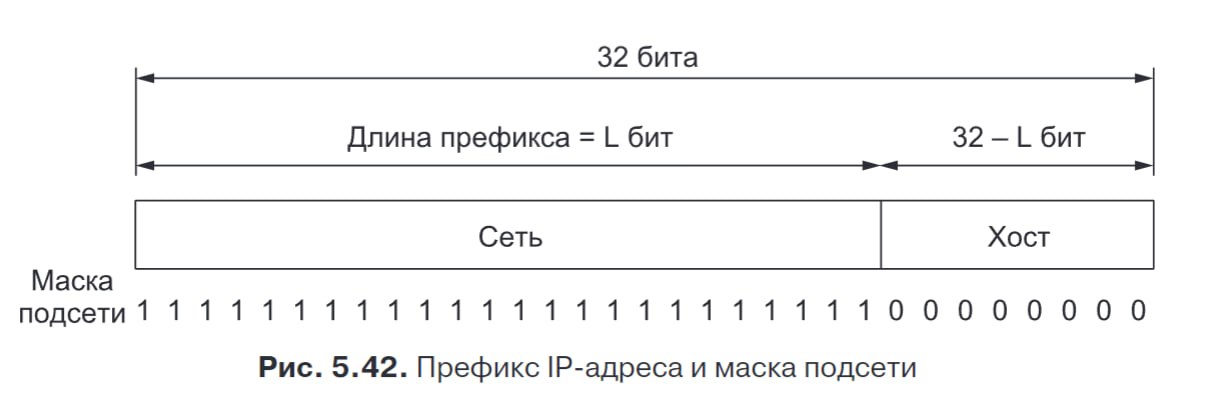 32 бита
Длина префикса = L бит 32 – L бит
Сеть Хост
Маска
подсети 1 1 1 1 1 1 1 1 1 1 1 1 1 1 1 1 1 1 1 1 1 1 1 1 0 0 0 0 0 0 0 0
Рис. 5.42. Префикс IP-адреса и маска подсети